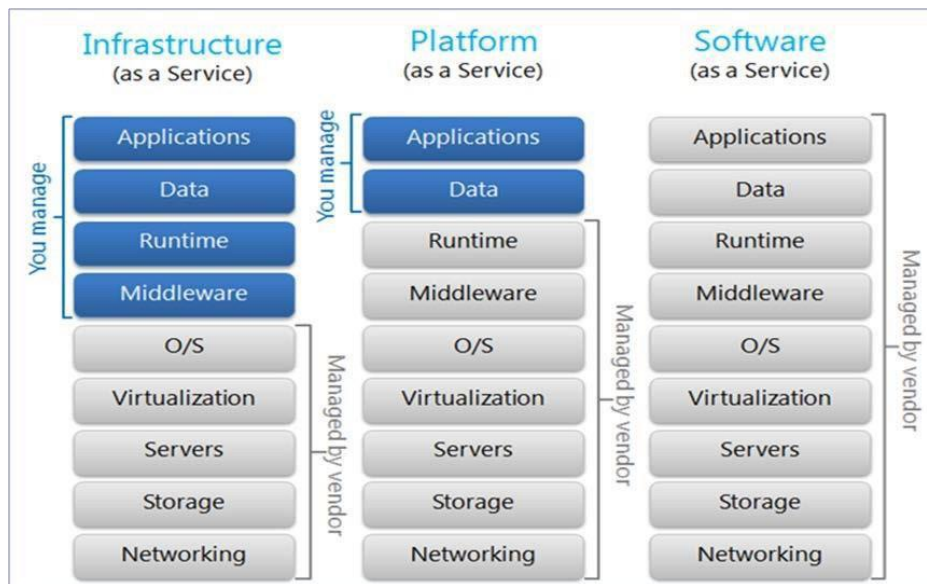 Infrastructure
(as a Service)
You manage
Applications
Data
Runtime
Middleware
O/S
Virtualization
Servers
Storage
Networking
Managed by vendor
Platform
(as a Service)
You manage
Applications
Data
Runtime
Middleware
O/S
Virtualization
Servers
Storage
Networking
Managed by vendor
Software
(as a Service)
Applications
Data
Runtime
Middleware
O/S
Virtualization
Servers
Storage
Networking
Managed by vendor